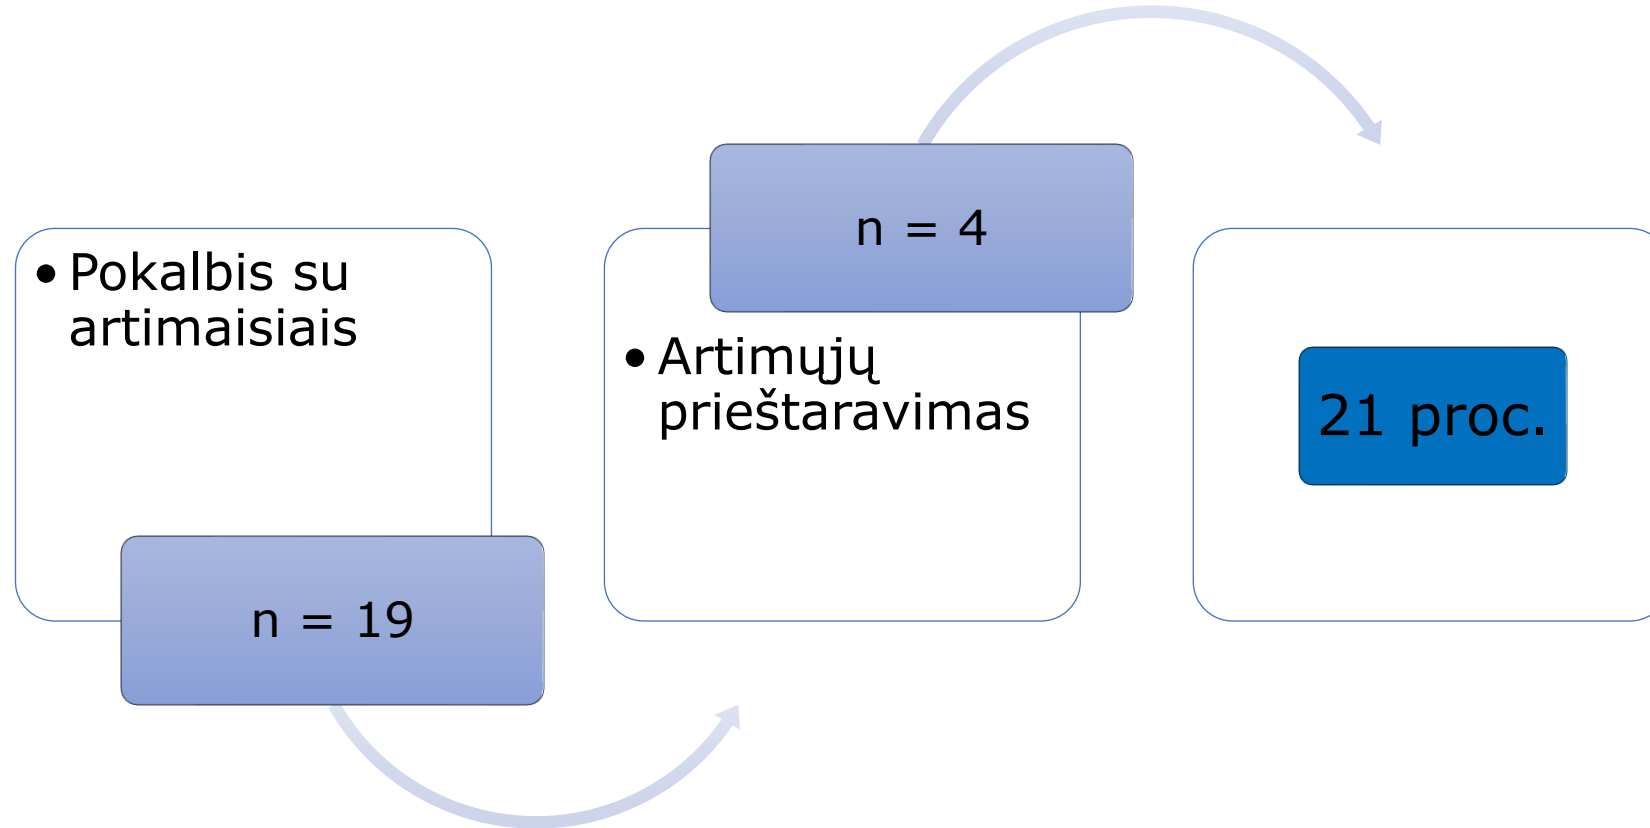 • Pokalbis su
artimaisiais
n = 19
n = 4
• Artimųjų
prieštaravimas
21 proc.